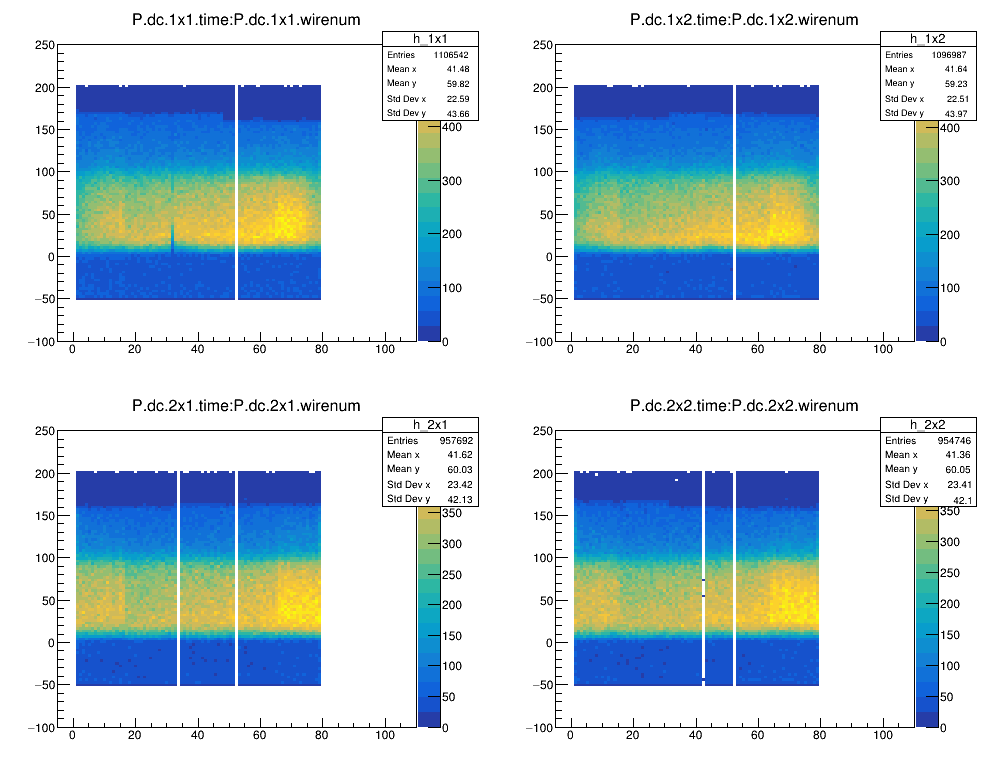 P.dc.1x1.time:P.dc.1x1.wirenum
h_1x1
Entries 1106542
Mean x 41.48
Mean y 59.82
Std Dev x 22.59
Std Dev y 43.66
250
200
150
100
50
0
−50
−100
0 20 40 60 80 100
400
300
200
100
0
P.dc.1x2.time:P.dc.1x2.wirenum
h_1x2
Entries 1096987
Mean x 41.64
Mean y 59.23
Std Dev x 22.51
Std Dev y 43.97
250
200
150
100
50
0
−50
−100
0 20 40 60 80 100
400
300
200
100
0
P.dc.2x1.time:P.dc.2x1.wirenum
h_2x1
Entries 957692
Mean x 41.62
Mean y 60.03
Std Dev x 23.42
Std Dev y 42.13
250
200
150
100
50
0
−50
−100
0 20 40 60 80 100
350
300
250
200
150
100
50
0
P.dc.2x2.time:P.dc.2x2.wirenum
h_2x2
Entries 954746
Mean x 41.36
Mean y 60.05
Std Dev x 23.41
Std Dev y 42.1
250
200
150
100
50
0
−50
−100
0 20 40 60 80 100
350
300
250
200
150
100
50
0